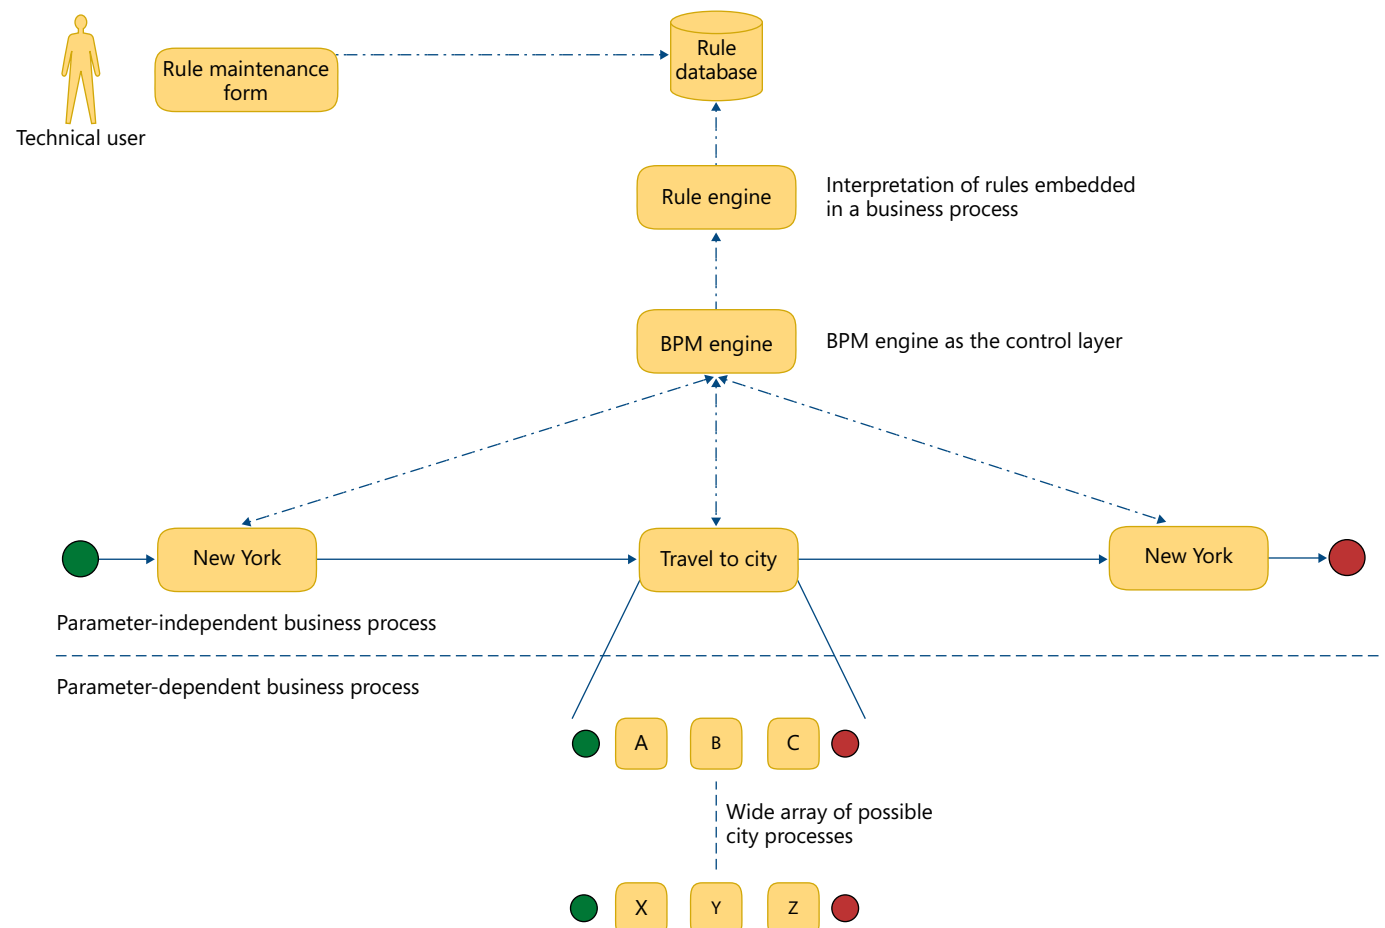 Technical user
Rule maintenance
form
Rule
database
Rule engine
Interpretation of rules embedded
in a business process
BPM engine
BPM engine as the control layer
New York
Travel to city
New York
Parameter-independent business process
Parameter-dependent business process
A
B
C
Wide array of possible
city processes
X
Y
Z